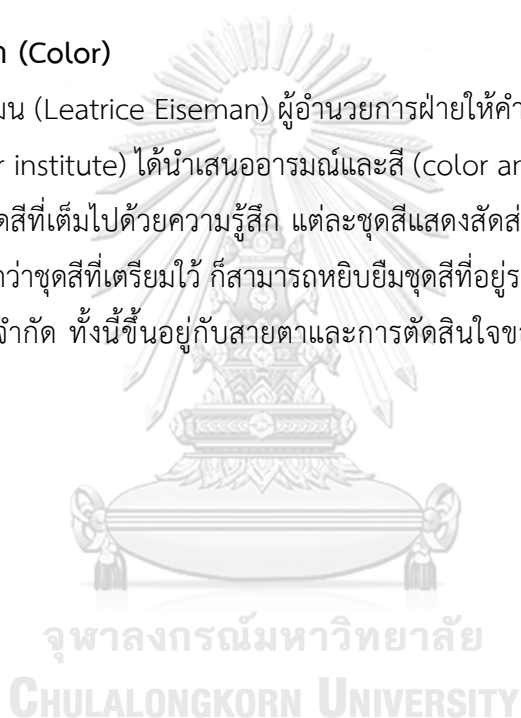 (Color)
มน (Leatrice Eiseman) ผู้อำนวยการฝ่ายให้คำ
institute) ได้นำเสนออารมณ์และสี (color
ดสีที่เต็มไปด้วยความรู้สึก แต่ละชุดสีแสดงสัดส่
กว่าชุดสีที่เตรียมใว้ ก็สามารถหยิบยืมชุดสีที่อยู่ร
จำกัด ทั้งนี้ขึ้นอยู่กับสายตาและการตัดสินใจข
จุฬาลงกรณ์มหาวิทยาลัย
CHULALONGKORN UNIVERSITY